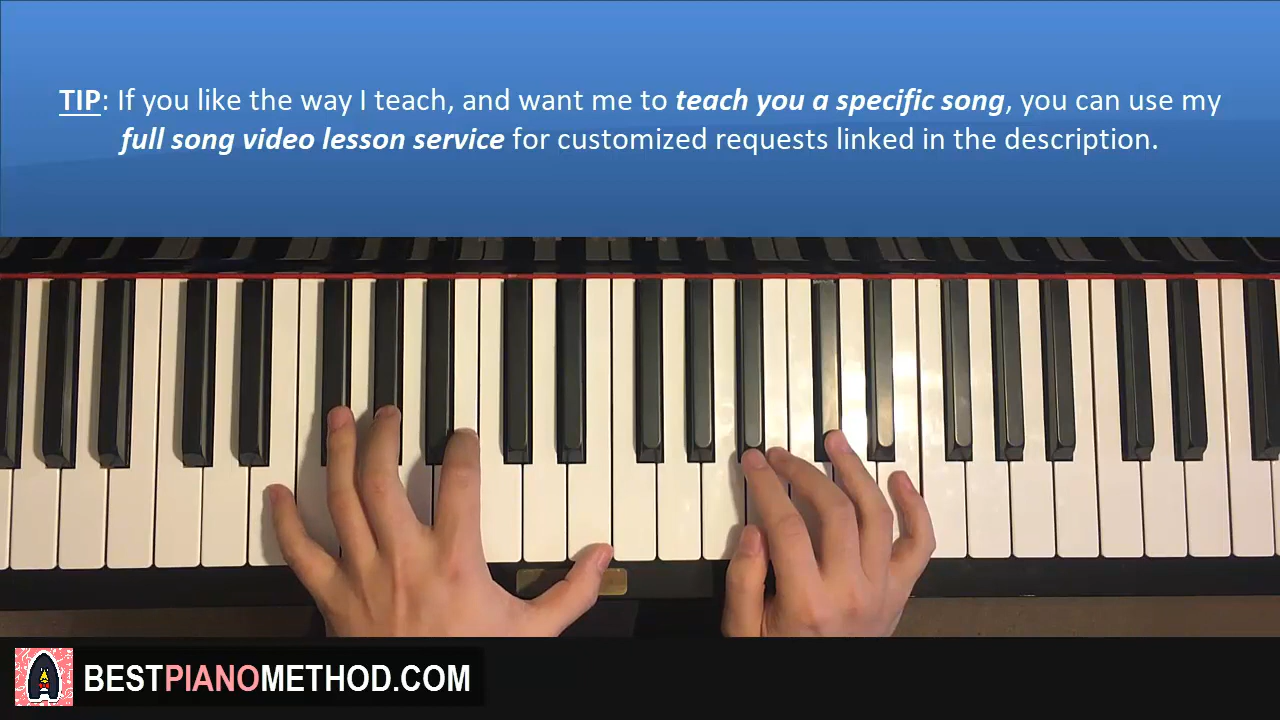 TIP: If you like the way I teach, and want me to teach you a specific song, you can use my
full song video lesson service for customized requests linked in the description.
BESTPIANOMETHOD.COM